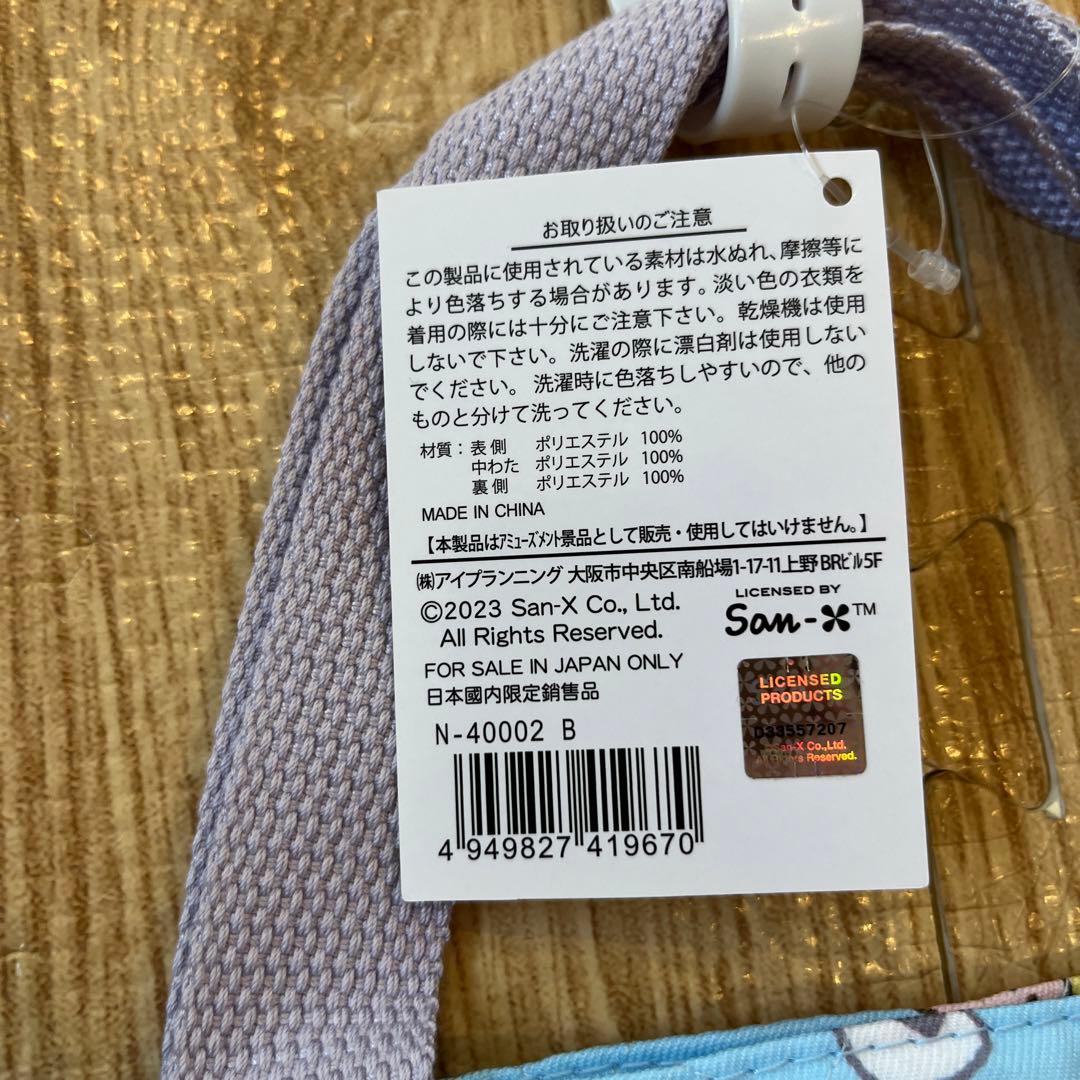 お取り扱いのご注意
この製品に使用されている素材は水ぬれ、摩擦等に
より色落ちする場合があります。淡い色の衣類を
着用の際には十分にご注意下さい。乾燥機は使用
しないで下さい。洗濯の際に漂白剤は使用しない
でください。洗濯時に色落ちしやすいので、他の
ものと分けて洗ってください。
材質：表側 ポリエステル 100%
中わた ポリエステル 100%
裏側 ポリエステル 100%
MADE IN CHINA
【本製品はｱﾐｭｰｽﾞﾒﾝﾄ景品として販売・使用してはいけません。】
㈱アイプランニング 大阪市中央区南船場1-17-11上野BRﾋﾞﾙ5F
©2023 San-X Co., Ltd.
All Rights Reserved.
LICENSED BY
San-X™
FOR SALE IN JAPAN ONLY
日本國内限定銷售品
N-40002 B
LICENSED
PRODUCTS
D33557207
San-X Co.,Ltd.
All Rights Reserved.
4 949827 419670